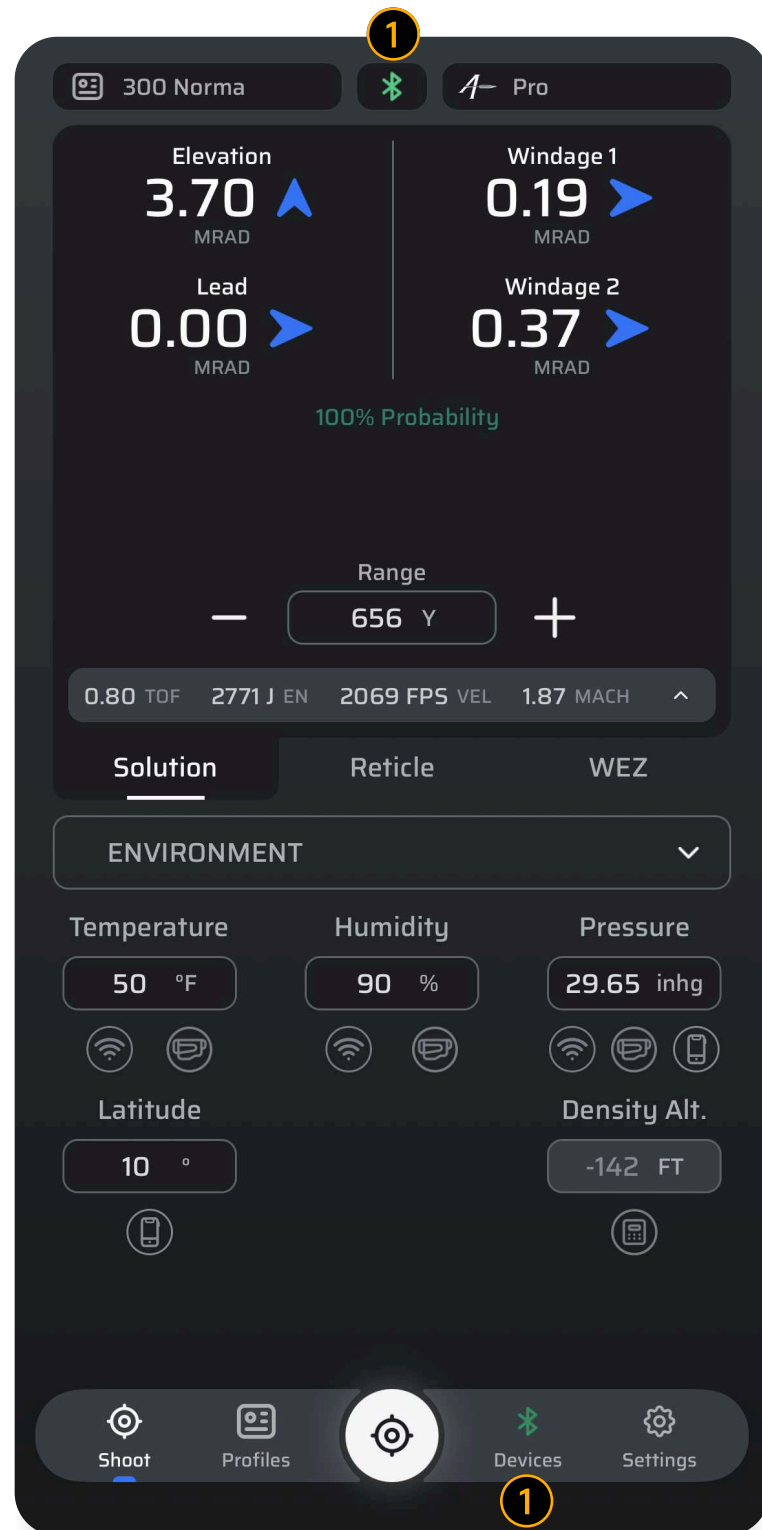 1
300 Norma A Pro
Elevation Windage 1
3.70 0.19
MRAD MRAD
Lead Windage 2
0.00 0.37
MRAD MRAD
100% Probability
Range
656 Y
0.80 TOF 2771 J EN 2069 FPS VEL 1.87 MACH
Solution Reticle WEZ
ENVIRONMENT
Temperature Humidity Pressure
50 °F 90 % 29.65 inhg
Latitude Density Alt.
10 ° -142 FT
Shoot Profiles Devices Settings
1